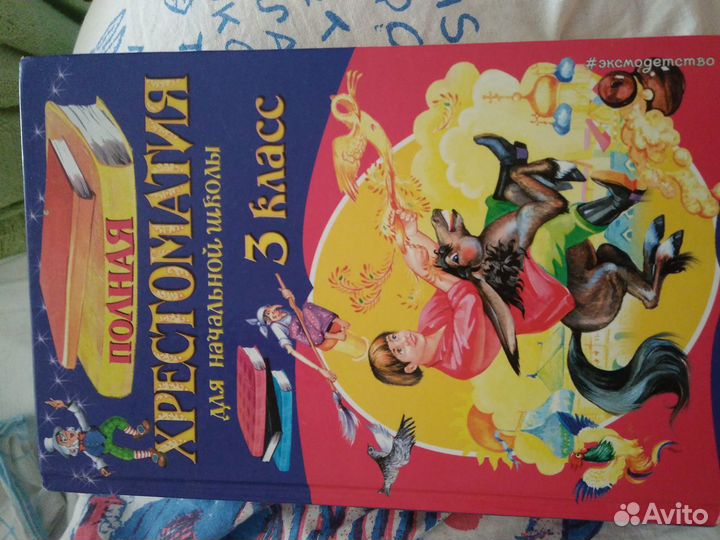 ПОЛНАЯ
ХРЕСТОМАТИЯ
для начальной школы
3 класс
#эксмодетство
Avito